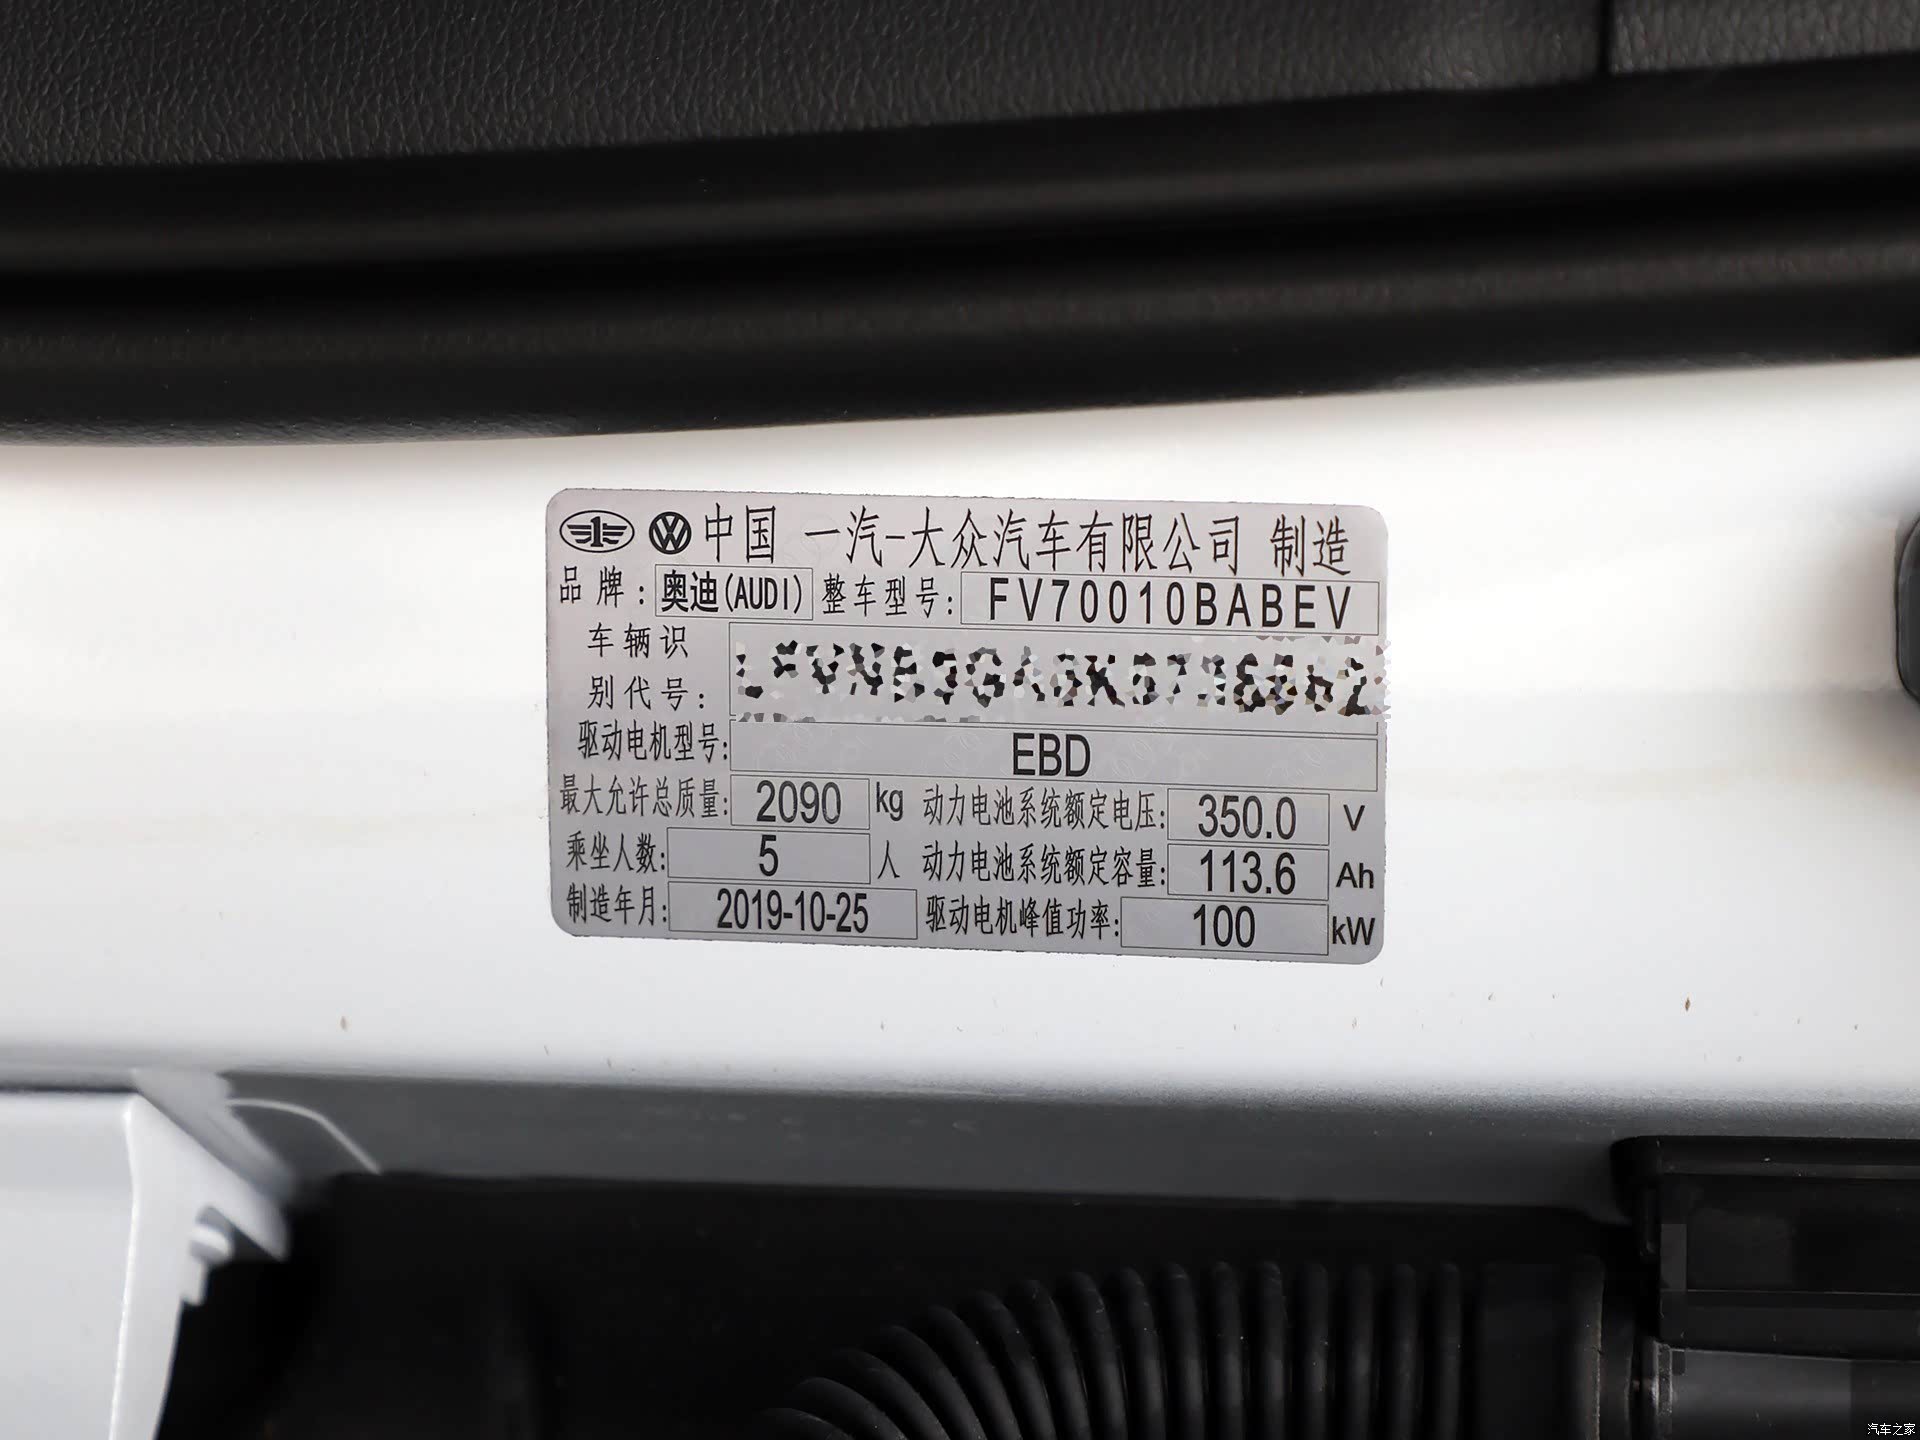 中国 一汽-大众汽车有限公司 制造
品牌: 奥迪(AUDI) 整车型号: FV70010BABEV
车辆识
别代号:
驱动电机型号: EBD
最大允许总质量: 2090 kg 动力电池系统额定电压: 350.0 V
乘坐人数: 5 人 动力电池系统额定容量: 113.6 Ah
制造年月: 2019-10-25 驱动电机峰值功率: 100 kW
汽车之家